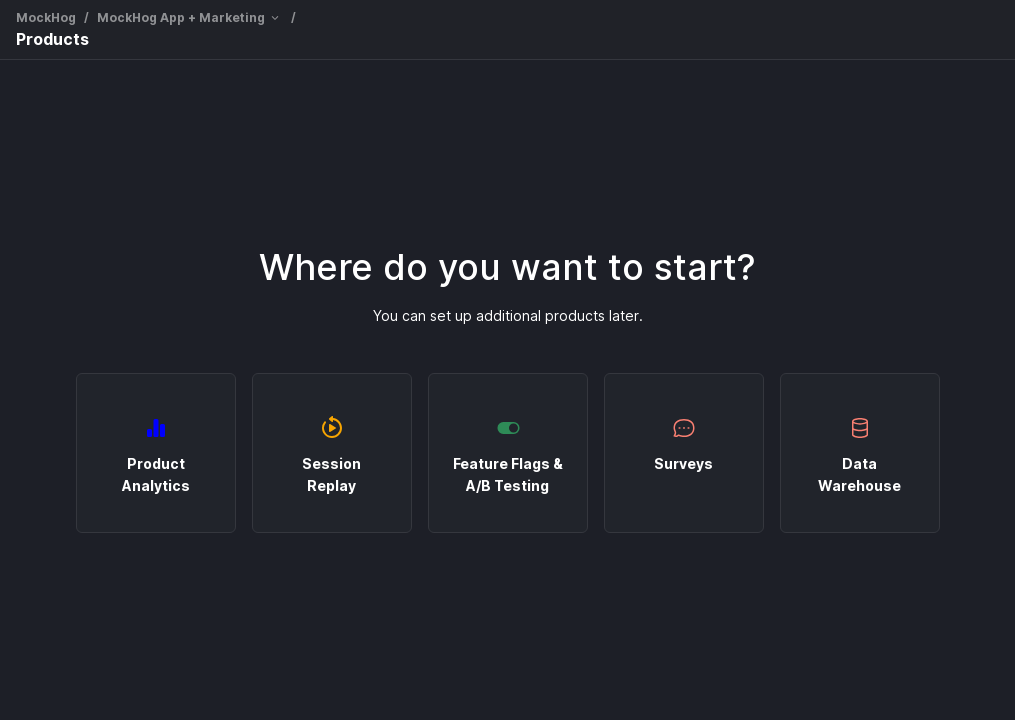 MockHog / MockHog App + Marketing /
Products
Where do you want to start?
You can set up additional products later.
Product
Analytics
Session
Replay
Feature Flags &
A/B Testing
Surveys
Data
Warehouse